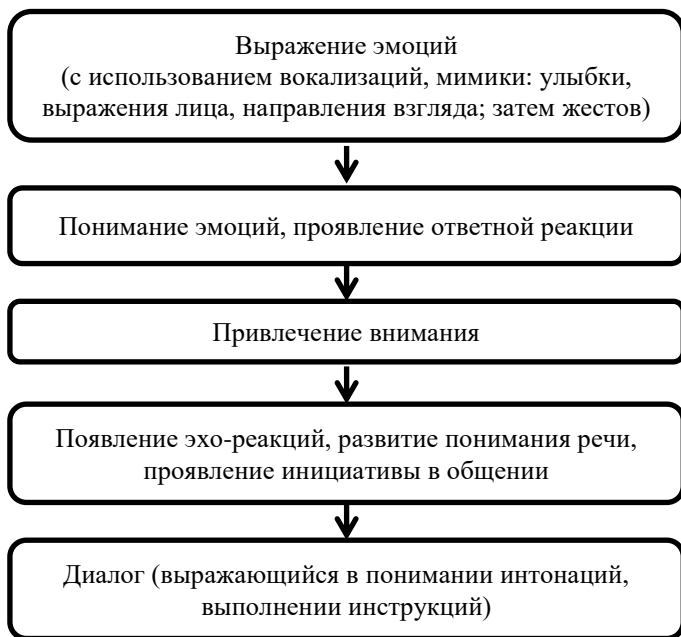 Выражение эмоций
(с использованием вокализаций, мимики: улыбки,
выражения лица, направления взгляда; затем жестов)
Понимание эмоций, проявление ответной реакции
Привлечение внимания
Появление эхо-реакций, развитие понимания речи,
проявление инициативы в общении
Диалог (выражающийся в понимании интонаций,
выполнении инструкций)